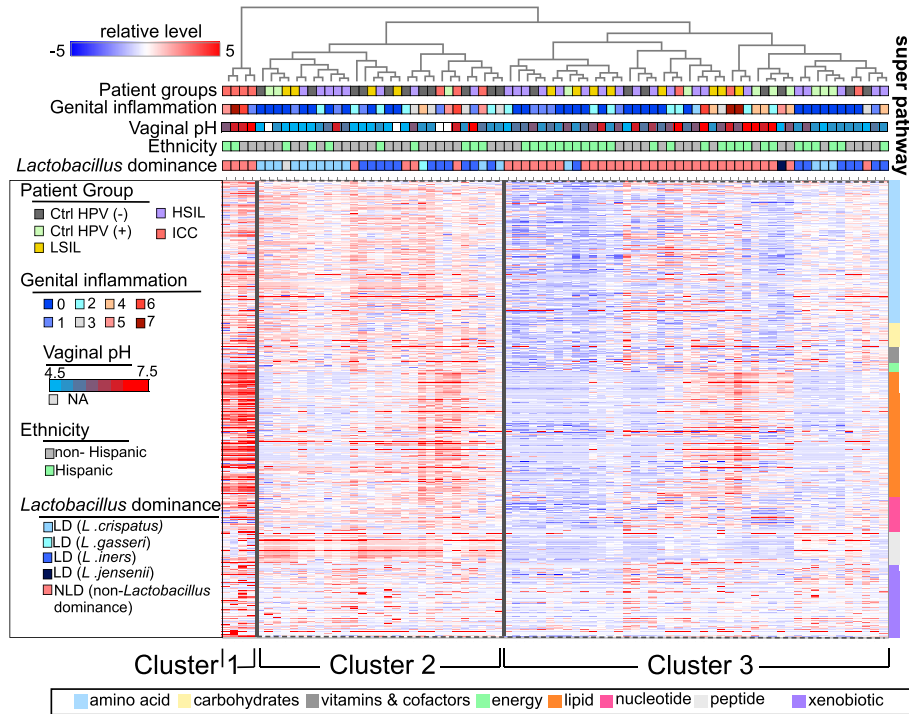 relative level
-5 5
super pathway
Patient groups
Genital inflammation
Vaginal pH
Ethnicity
Lactobacillus dominance
Patient Group
Ctrl HPV (-) HSIL
Ctrl HPV (+) ICC
LSIL
Genital inflammation
0 2 4 6
1 3 5 7
Vaginal pH
4.5 7.5
NA
Ethnicity
non- Hispanic
Hispanic
Lactobacillus dominance
LD (L .crispatus)
LD (L .gasseri)
LD (L .iners)
LD (L .jensenii)
NLD (non-Lactobacillus
dominance)
Cluster 1 Cluster 2 Cluster 3
amino acid carbohydrates vitamins & cofactors energy lipid nucleotide peptide xenobiotic